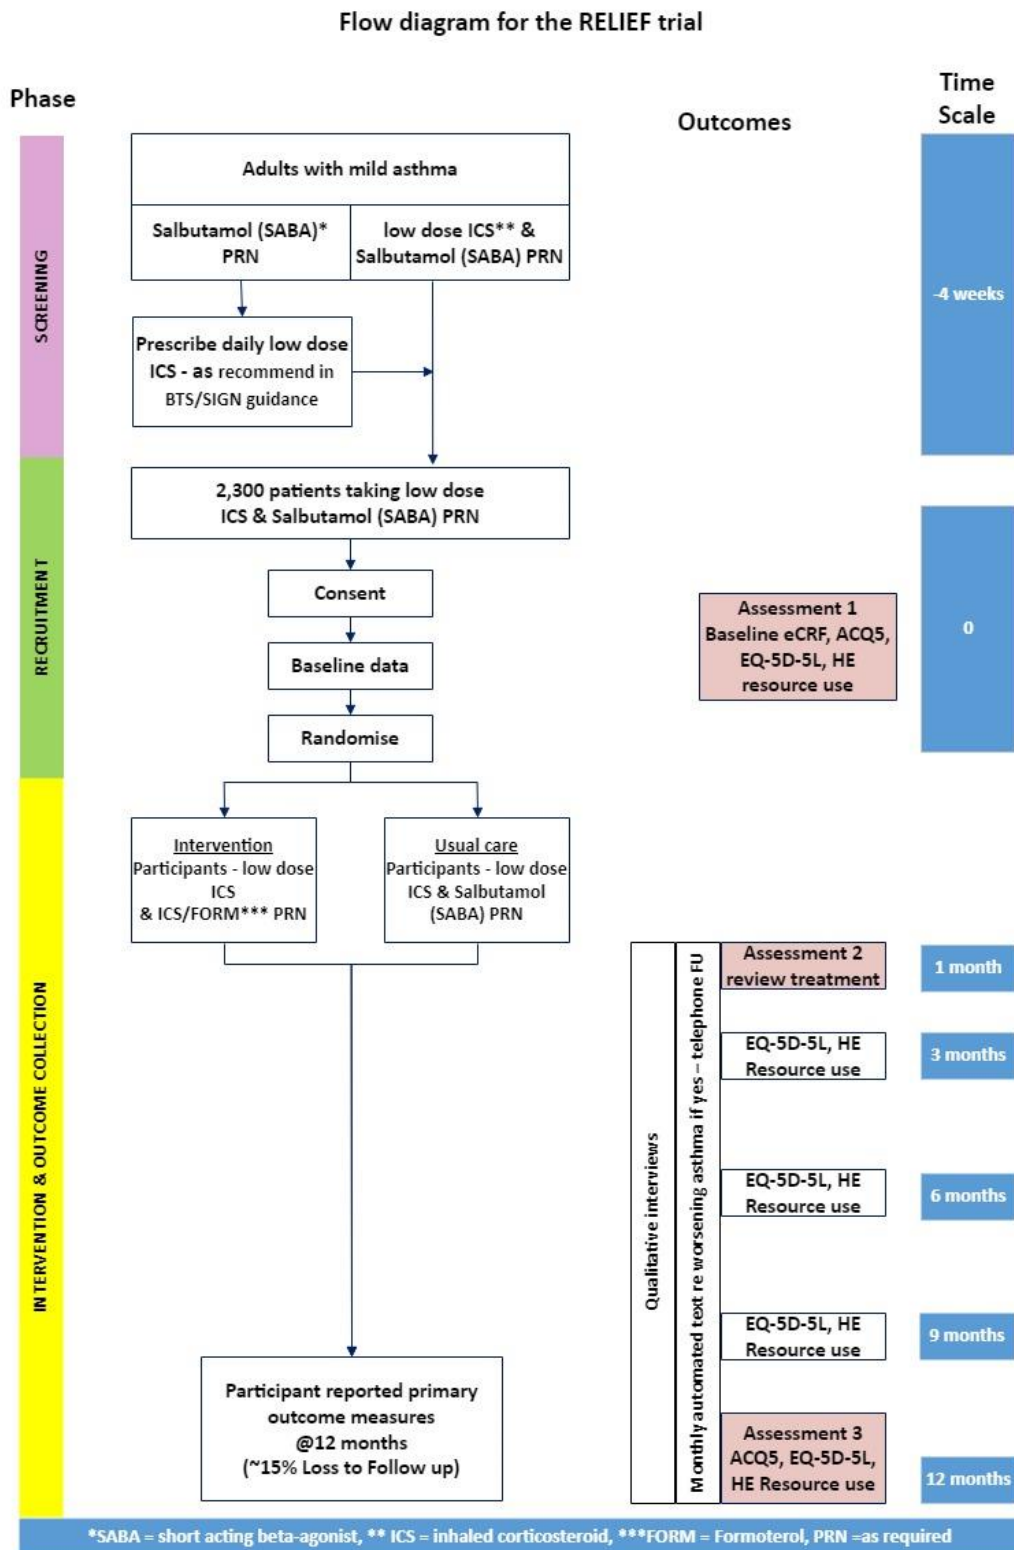 Flow diagram for the RELIEF trial
Phase
Outcomes
Time
Scale
SCREENING
Adults with mild asthma
Salbutamol (SABA)*
PRN
low dose ICS** &
Salbutamol (SABA) PRN
Prescribe daily low dose
ICS - as recommend in
BTS/SIGN guidance
-4 weeks
RECRUITMENT
2,300 patients taking low dose
ICS & Salbutamol (SABA) PRN
Consent
Baseline data
Randomise
Assessment 1
Baseline eCRF, ACQ5,
EQ-5D-5L, HE
resource use
0
INTERVENTION & OUTCOME COLLECTION
Intervention
Participants - low dose
ICS
& ICS/FORM*** PRN
Usual care
Participants - low dose
ICS & Salbutamol
(SABA) PRN
Qualitative interviews
Monthly automated text re worsening asthma if yes – telephone FU
Assessment 2
review treatment
1 month
EQ-5D-5L, HE
Resource use
3 months
EQ-5D-5L, HE
Resource use
6 months
EQ-5D-5L, HE
Resource use
9 months
Participant reported primary
outcome measures
@12 months
(~15% Loss to Follow up)
Assessment 3
ACQ5, EQ-5D-5L,
HE Resource use
12 months
*SABA = short acting beta-agonist, ** ICS = inhaled corticosteroid, ***FORM = Formoterol, PRN =as required